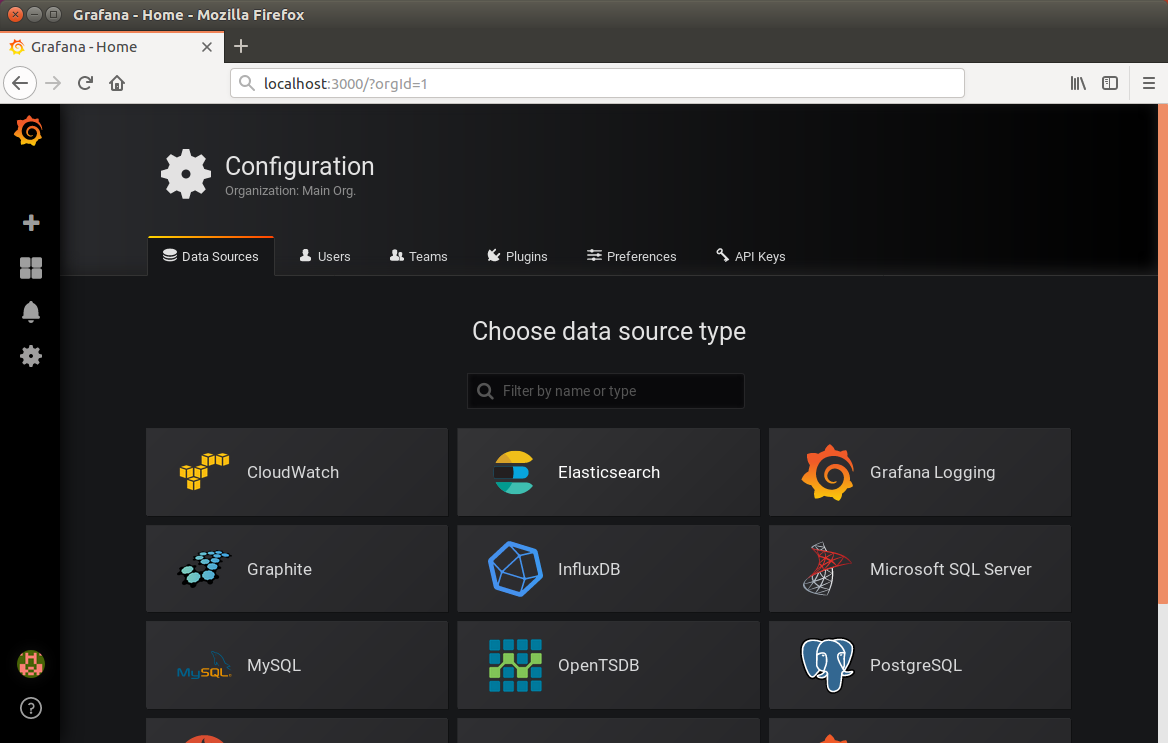 Grafana - Home - Mozilla Firefox
Grafana - Home
localhost:3000/?orgId=1
Configuration
Organization: Main Org.
Data Sources Users Teams Plugins Preferences API Keys
Choose data source type
Filter by name or type
CloudWatch Elasticsearch Grafana Logging
Graphite InfluxDB Microsoft SQL Server
MySQL MySQL OpenTSDB PostgreSQL
?